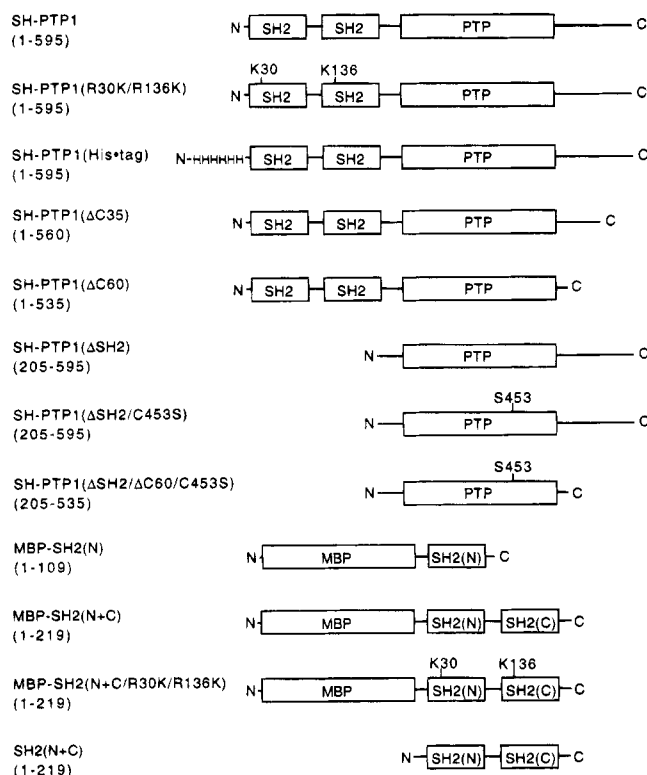 SH-PTP1
(1-595)
N SH2 SH2 PTP C
K30 K136
SH-PTP1(R30K/R136K)
(1-595)
N SH2 SH2 PTP C
SH-PTP1(His•tag)
(1-595)
N-HHHHHH SH2 SH2 PTP C
SH-PTP1(ΔC35)
(1-560)
N SH2 SH2 PTP C
SH-PTP1(ΔC60)
(1-535)
N SH2 SH2 PTP C
SH-PTP1(ΔSH2)
(205-595)
N PTP C
S453
SH-PTP1(ΔSH2/C453S)
(205-595)
N PTP C
S453
SH-PTP1(ΔSH2/ΔC60/C453S)
(205-535)
N PTP C
MBP-SH2(N)
(1-109)
N MBP SH2(N) C
MBP-SH2(N+C)
(1-219)
N MBP SH2(N) SH2(C) C
K30 K136
MBP-SH2(N+C/R30K/R136K)
(1-219)
N MBP SH2(N) SH2(C) C
SH2(N+C)
(1-219)
N SH2(N) SH2(C) C